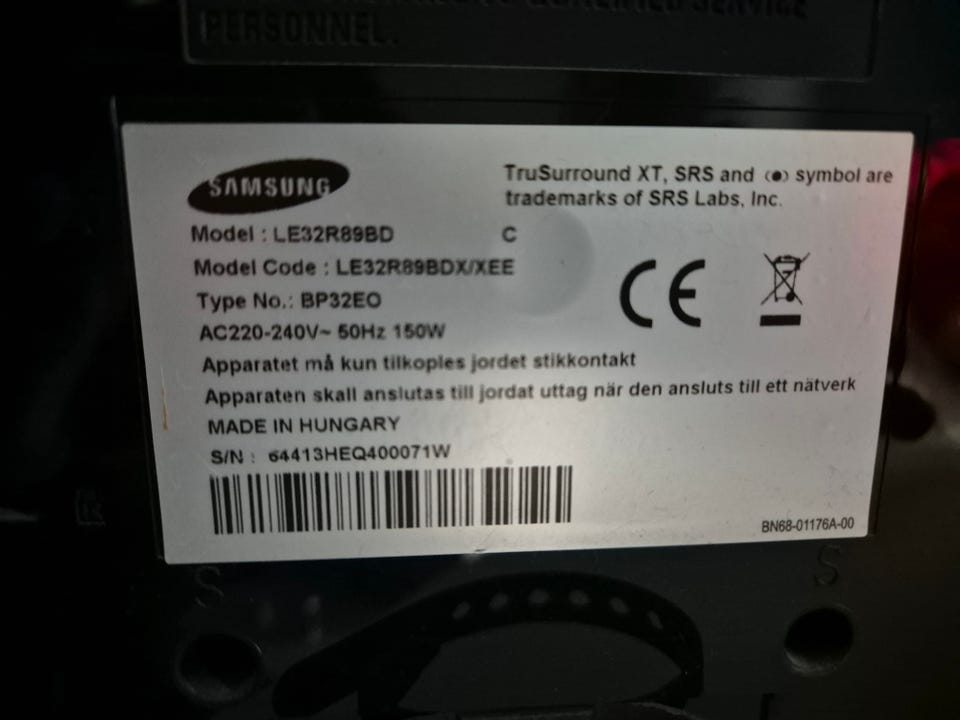 PERSONNEL.
SAMSUNG
TruSurround XT, SRS and (●) symbol are
trademarks of SRS Labs, Inc.
Model : LE32R89BD C
Model Code : LE32R89BDX/XEE
Type No.: BP32EO
AC220-240V~ 50Hz 150W
Apparatet må kun tilkoples jordet stikkontakt
Apparaten skall anslutas till jordat uttag när den ansluts till ett nätverk
MADE IN HUNGARY
S/N : 64413HEQ400071W
BN68-01176A-00
S
S